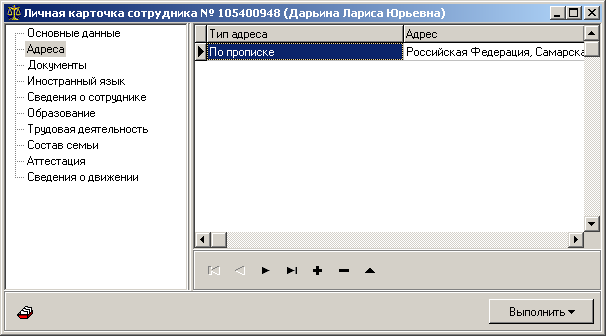 Личная карточка сотрудника № 105400948 (Дарьина Лариса Юрьевна)
Основные данные
Адреса
Документы
Иностранный язык
Сведения о сотруднике
Образование
Трудовая деятельность
Состав семьи
Аттестация
Сведения о движении
Тип адреса Адрес
По прописке Российская Федерация, Самарска
Выполнить